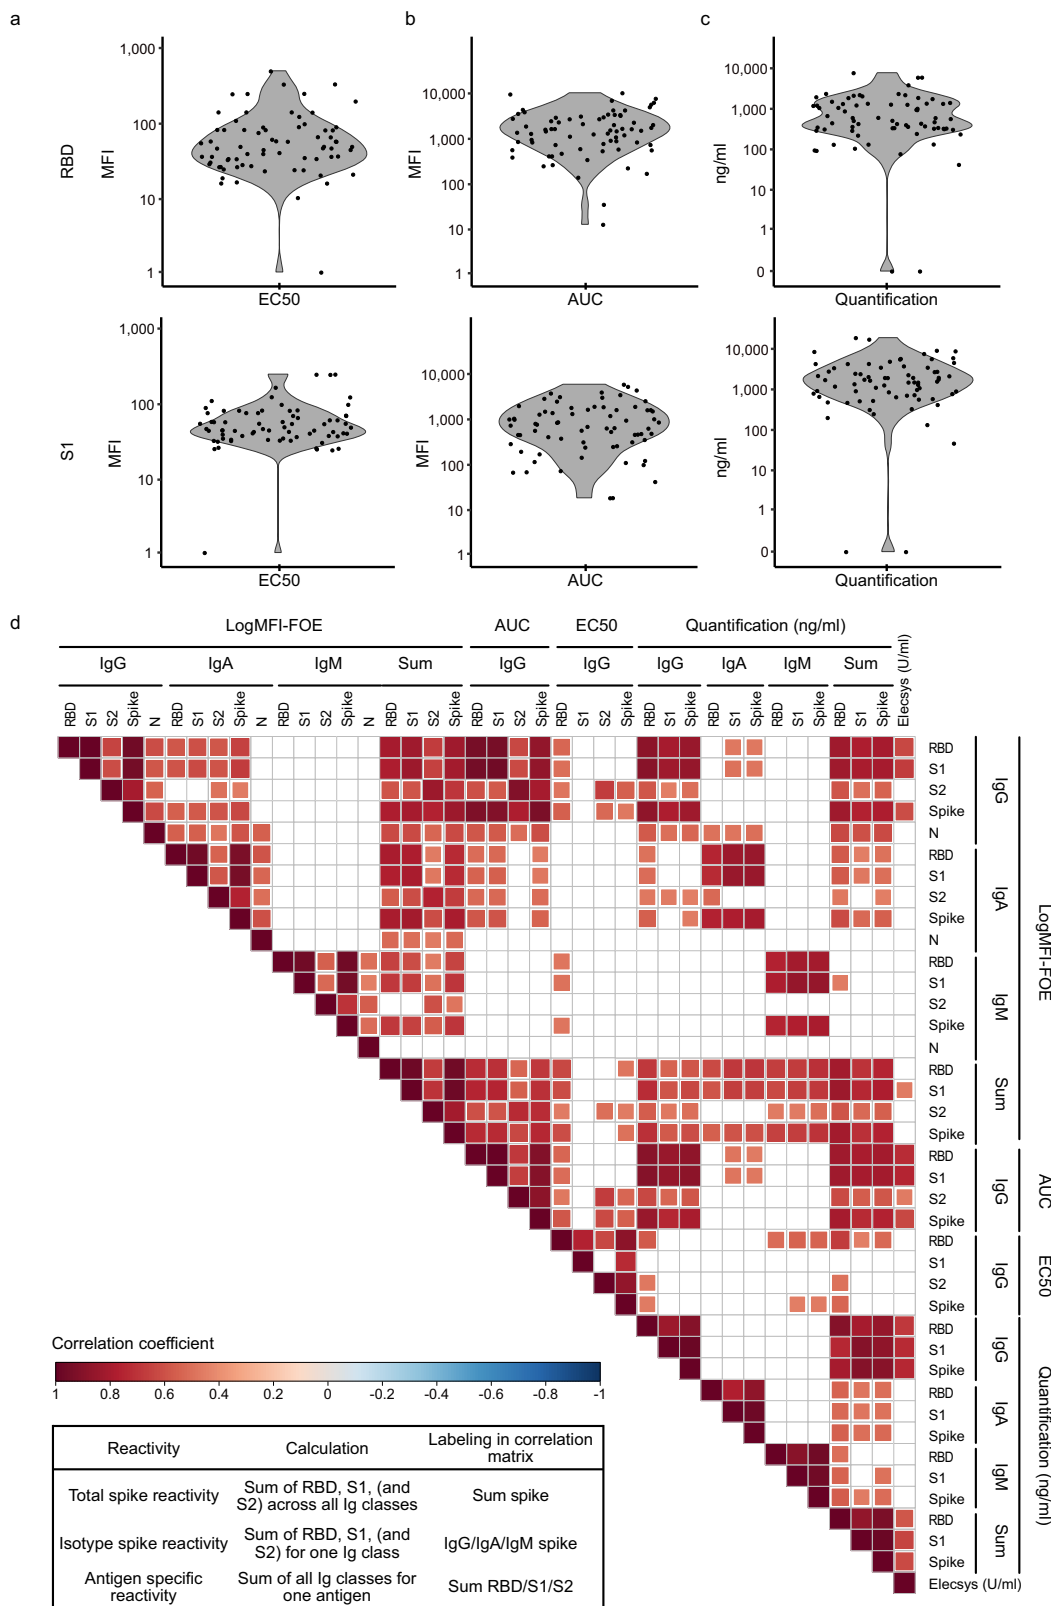 a
b
c
RBD
MFI
1,000
100
10
1
EC50
MFI
10,000
1,000
100
10
1
AUC
ng/ml
10,000
1,000
100
10
1
0
Quantification
S1
MFI
1,000
100
10
1
EC50
MFI
10,000
1,000
100
10
1
AUC
ng/ml
10,000
1,000
100
10
1
0
Quantification
d
LogMFI-FOE AUC EC50 Quantification (ng/ml)
IgG IgA IgM Sum IgG IgG IgG IgA IgM Sum
RBD S1 S2 Spike N RBD S1 S2 Spike N RBD S1 S2 Spike N RBD S1 S2 Spike RBD S1 S2 Spike RBD S1 S2 Spike RBD S1 Spike RBD S1 Spike RBD S1 Spike RBD S1 Spike Elecsys (U/ml)
RBD
S1
S2
Spike
N
IgG
RBD
S1
S2
Spike
N
IgA
RBD
S1
S2
Spike
N
IgM
RBD
S1
S2
Spike
Sum
LogMFI-FOE
RBD
S1
S2
Spike
IgG
AUC
RBD
S1
S2
Spike
IgG
EC50
RBD
S1
Spike
IgG
RBD
S1
Spike
IgA
RBD
S1
Spike
IgM
RBD
S1
Spike
Sum
Quantification (ng/ml)
Elecsys (U/ml)
Correlation coefficient
1 0.8 0.6 0.4 0.2 0 -0.2 -0.4 -0.6 -0.8 -1
Reactivity
Calculation
Labeling in correlation
matrix
Total spike reactivity
Sum of RBD, S1, (and
S2) across all Ig classes
Sum spike
Isotype spike reactivity
Sum of RBD, S1, (and
S2) for one Ig class
IgG/IgA/IgM spike
Antigen specific
reactivity
Sum of all Ig classes for
one antigen
Sum RBD/S1/S2